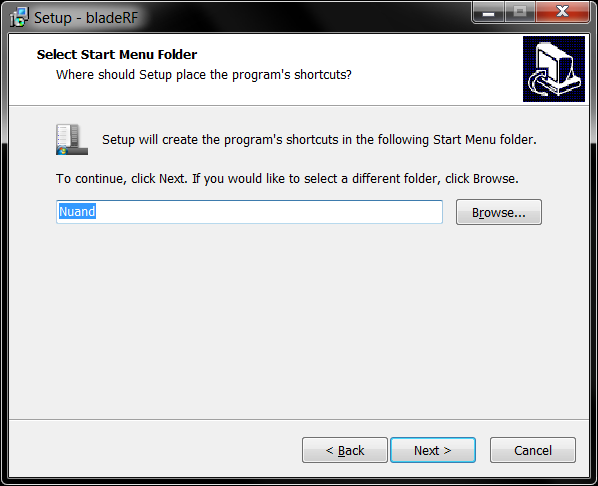 Setup - bladeRF
Select Start Menu Folder
Where should Setup place the program's shortcuts?
Setup will create the program's shortcuts in the following Start Menu folder.
To continue, click Next. If you would like to select a different folder, click Browse.
Nuand
Browse...
< Back
Next >
Cancel